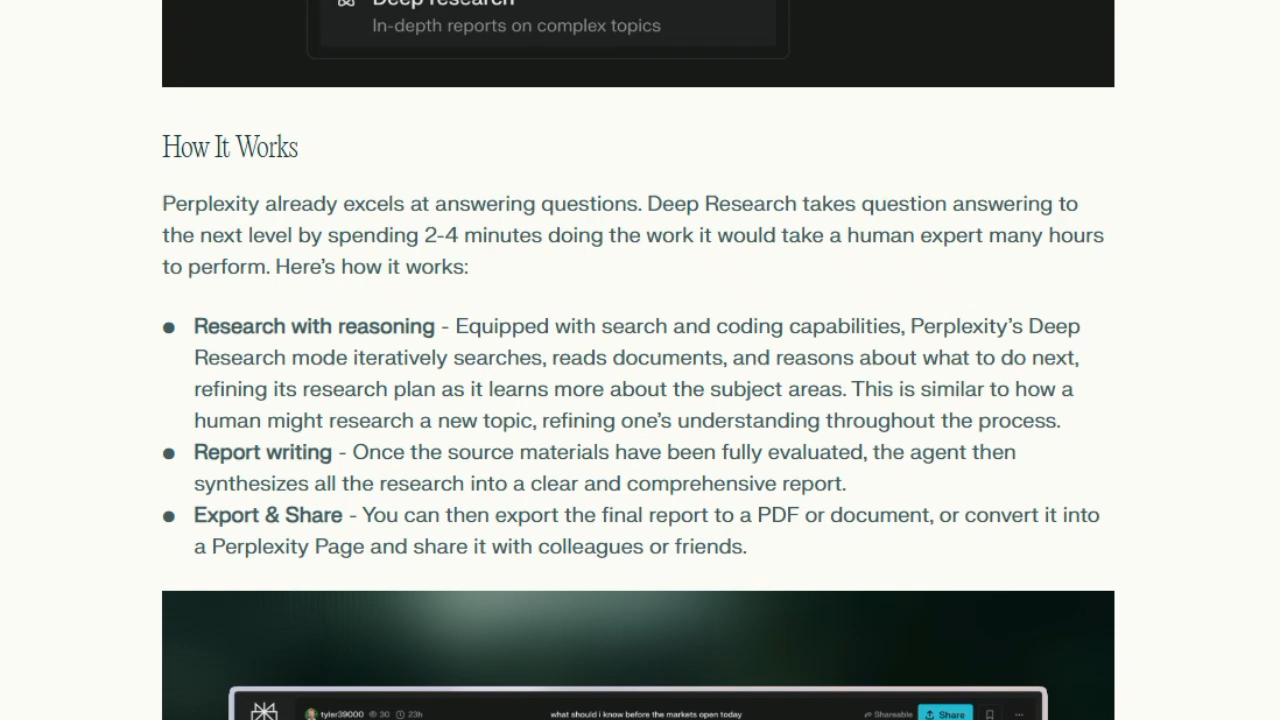 Deep research
In-depth reports on complex topics
How It Works
Perplexity already excels at answering questions. Deep Research takes question answering to
the next level by spending 2-4 minutes doing the work it would take a human expert many hours
to perform. Here’s how it works:
● Research with reasoning - Equipped with search and coding capabilities, Perplexity’s Deep
Research mode iteratively searches, reads documents, and reasons about what to do next,
refining its research plan as it learns more about the subject areas. This is similar to how a
human might research a new topic, refining one’s understanding throughout the process.
● Report writing - Once the source materials have been fully evaluated, the agent then
synthesizes all the research into a clear and comprehensive report.
● Export & Share - You can then export the final report to a PDF or document, or convert it into
a Perplexity Page and share it with colleagues or friends.
tyler39000 30 23h what should i know before the markets open today Shareable Share ...